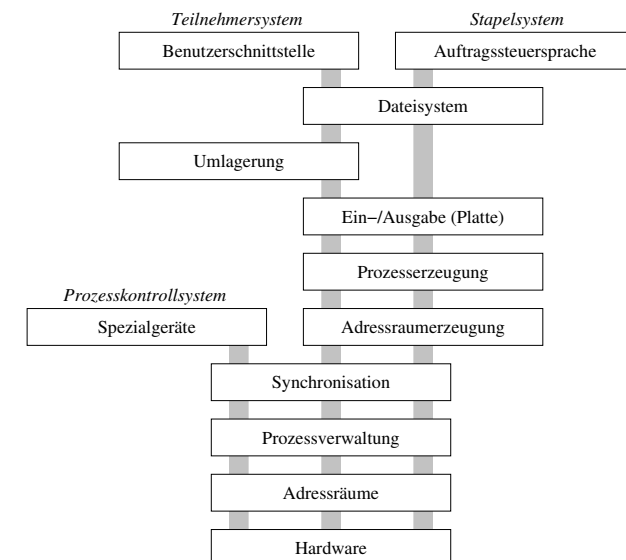 Teilnehmersystem
Stapelsystem
Benutzerschnittstelle
Auftragssteuersprache
Dateisystem
Umlagerung
Ein−/Ausgabe (Platte)
Prozesserzeugung
Prozesskontrollsystem
Spezialgeräte
Adressraumerzeugung
Synchronisation
Prozessverwaltung
Adressräume
Hardware